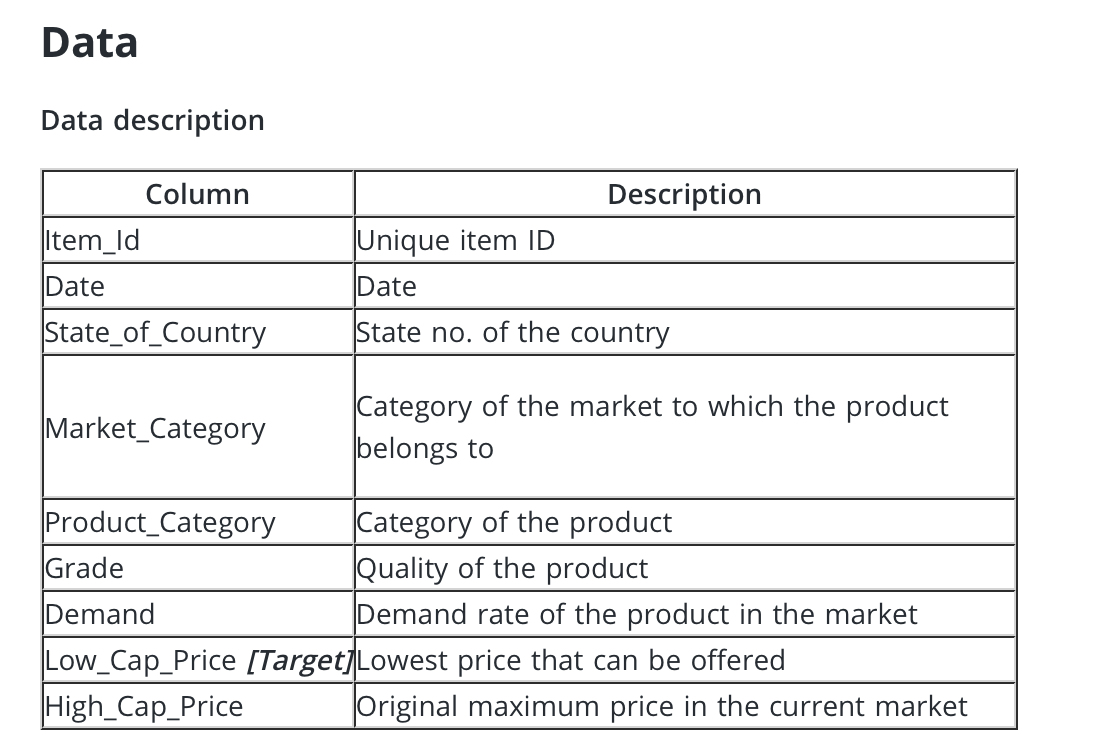 Data
Data description
Column Description
Item_Id Unique item ID
Date Date
State_of_Country State no. of the country
Market_Category Category of the market to which the product
belongs to
Product_Category Category of the product
Grade Quality of the product
Demand Demand rate of the product in the market
Low_Cap_Price [Target] Lowest price that can be offered
High_Cap_Price Original maximum price in the current market